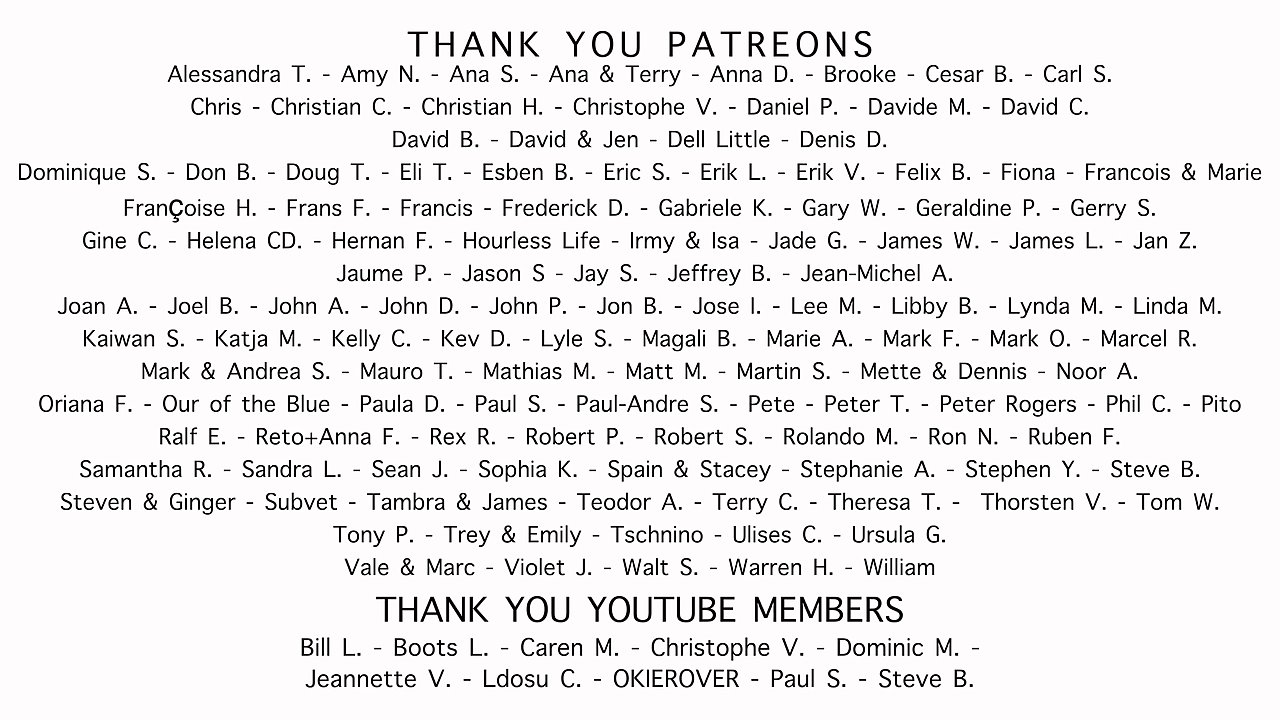 THANK YOU PATREONS
Alessandra T. - Amy N. - Ana S. - Ana & Terry - Anna D. - Brooke - Cesar B. - Carl S.
Chris - Christian C. - Christian H. - Christophe V. - Daniel P. - Davide M. - David C.
David B. - David & Jen - Dell Little - Denis D.
Dominique S. - Don B. - Doug T. - Eli T. - Esben B. - Eric S. - Erik L. - Erik V. - Felix B. - Fiona - Francois & Marie
FranÇoise H. - Frans F. - Francis - Frederick D. - Gabriele K. - Gary W. - Geraldine P. - Gerry S.
Gine C. - Helena CD. - Hernan F. - Hourless Life - Irmy & Isa - Jade G. - James W. - James L. - Jan Z.
Jaume P. - Jason S - Jay S. - Jeffrey B. - Jean-Michel A.
Joan A. - Joel B. - John A. - John D. - John P. - Jon B. - Jose I. - Lee M. - Libby B. - Lynda M. - Linda M.
Kaiwan S. - Katja M. - Kelly C. - Kev D. - Lyle S. - Magali B. - Marie A. - Mark F. - Mark O. - Marcel R.
Mark & Andrea S. - Mauro T. - Mathias M. - Matt M. - Martin S. - Mette & Dennis - Noor A.
Oriana F. - Our of the Blue - Paula D. - Paul S. - Paul-Andre S. - Pete - Peter T. - Peter Rogers - Phil C. - Pito
Ralf E. - Reto+Anna F. - Rex R. - Robert P. - Robert S. - Rolando M. - Ron N. - Ruben F.
Samantha R. - Sandra L. - Sean J. - Sophia K. - Spain & Stacey - Stephanie A. - Stephen Y. - Steve B.
Steven & Ginger - Subvet - Tambra & James - Teodor A. - Terry C. - Theresa T. - Thorsten V. - Tom W.
Tony P. - Trey & Emily - Tschnino - Ulises C. - Ursula G.
Vale & Marc - Violet J. - Walt S. - Warren H. - William
THANK YOU YOUTUBE MEMBERS
Bill L. - Boots L. - Caren M. - Christophe V. - Dominic M. -
Jeannette V. - Ldosu C. - OKIEROVER - Paul S. - Steve B.